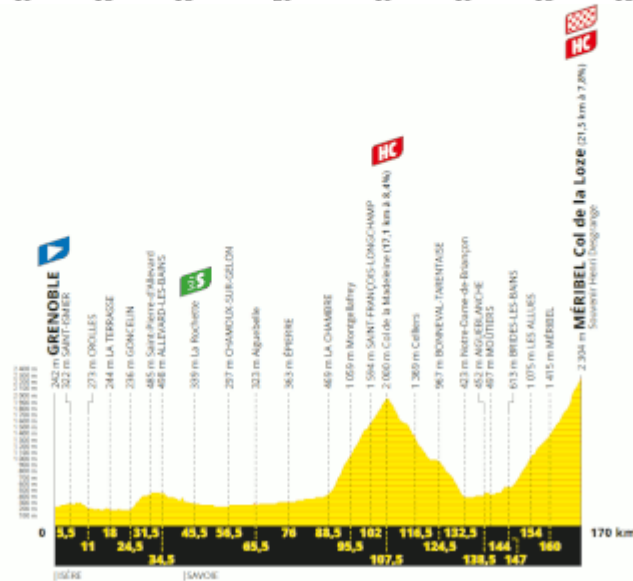 HC
MÉRIBEL Col de la Loze (21,5 km à 7,8%)
2 304 m
Souvenir Henri Desgrange
HC
2 000 m Col de la Madeleine (17,1 km à 8,4%)
S
242 m GRENOBLE
322 m SAINT-ISMIER
273 m CROLLES
244 m LA TERRASSE
236 m GONCELIN
485 m Saint-Pierre-d'Allevard
498 m ALLEVARD-LES-BAINS
339 m La Rochette
297 m CHAMOUX-SUR-GELON
323 m Aiguebelle
363 m ÉPIERRE
469 m LA CHAMBRE
1 059 m Montgellafrey
1 594 m SAINT-FRANÇOIS-LONGCHAMP
1 369 m Celliers
967 m BONNEVAL-TARENTAISE
423 m Notre-Dame-de-Briançon
452 m AIGUEBLANCHE
497 m MOÛTIERS
613 m BRIDES-LES-BAINS
1 075 m LES ALLUES
1 415 m MÉRIBEL
0 5,5 18 31,5 45,5 56,5 76 88,5 102 116,5 132,5 154 170 km
11 24,5 65,5 95,5 124,5 144 160
34,5 107,5 138,5 147
ISÈRE SAVOIE